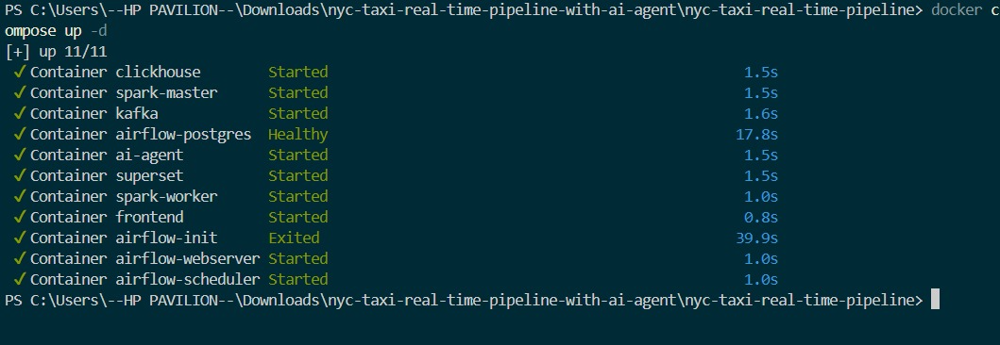 PS C:\Users\--HP PAVILION--\Downloads\nyc-taxi-real-time-pipeline-with-ai-agent\nyc-taxi-real-time-pipeline> docker c
ompose up -d
[+] up 11/11
✓ Container clickhouse Started 1.5s
✓ Container spark-master Started 1.5s
✓ Container kafka Started 1.6s
✓ Container airflow-postgres Healthy 17.8s
✓ Container ai-agent Started 1.5s
✓ Container superset Started 1.5s
✓ Container spark-worker Started 1.0s
✓ Container frontend Started 0.8s
✓ Container airflow-init Exited 39.9s
✓ Container airflow-webserver Started 1.0s
✓ Container airflow-scheduler Started 1.0s
PS C:\Users\--HP PAVILION--\Downloads\nyc-taxi-real-time-pipeline-with-ai-agent\nyc-taxi-real-time-pipeline>